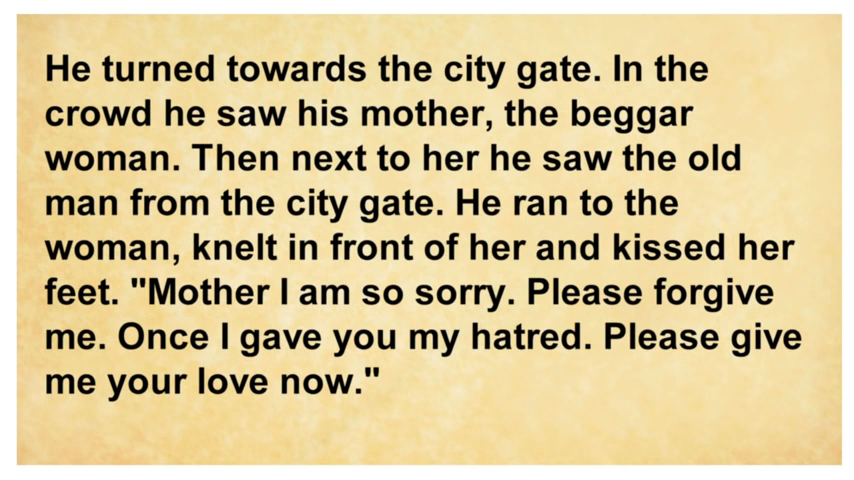 He turned towards the city gate. In the
crowd he saw his mother, the beggar
woman. Then next to her he saw the old
man from the city gate. He ran to the
woman, knelt in front of her and kissed her
feet. "Mother I am so sorry. Please forgive
me. Once I gave you my hatred. Please give
me your love now."